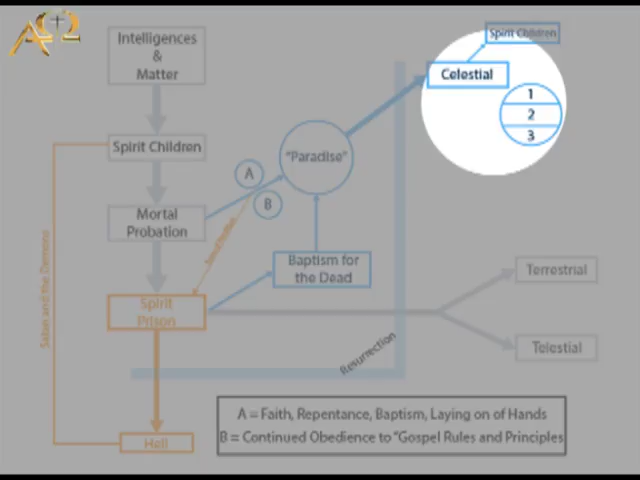 Intelligences
&
Matter
Spirit Children
Mortal
Probation
Spirit
Prison
Hell
Satan and the Demons
A
B
"Paradise"
Baptism for
the Dead
Celestial
Spirit Children
1
2
3
Resurrection
Terrestrial
Telestial
A = Faith, Repentance, Baptism, Laying on of Hands
B = Continued Obedience to "Gospel Rules and Principles